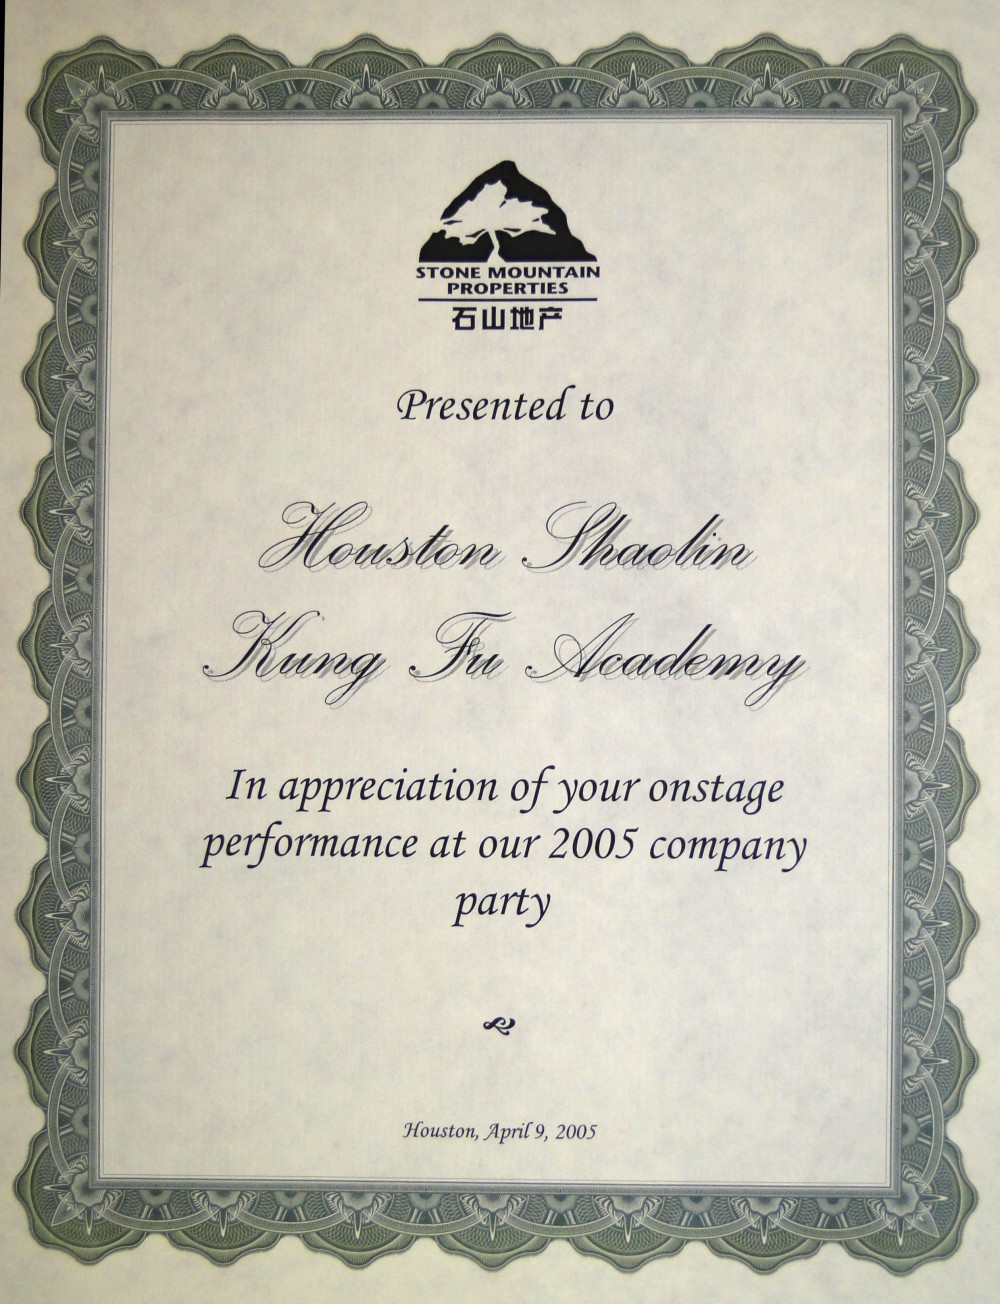 STONE MOUNTAIN
PROPERTIES
石山地产
Presented to
Houston Shaolin
Kung Fu Academy
In appreciation of your onstage
performance at our 2005 company
party
Houston, April 9, 2005